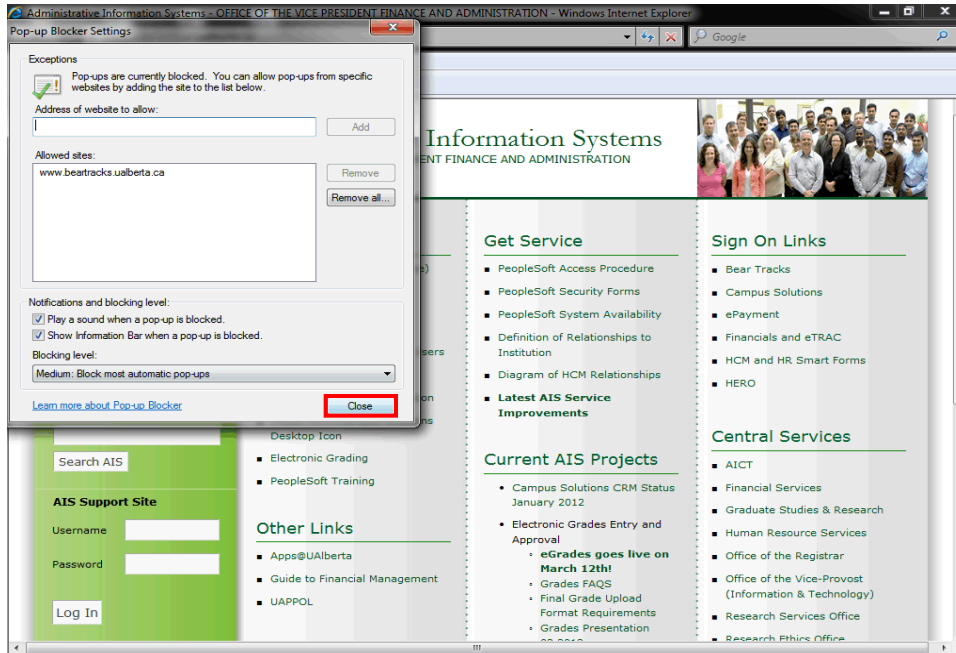 Administrative Information Systems - OFFICE OF THE VICE PRESIDENT FINANCE AND ADMINISTRATION - Windows Internet Explorer
Pop-up Blocker Settings
Google
Exceptions
Pop-ups are currently blocked. You can allow pop-ups from specific
websites by adding the site to the list below.
Address of website to allow:
Add
Allowed sites:
www.beartracks.ualberta.ca
Remove
Remove all...
Notifications and blocking level:
Play a sound when a pop-up is blocked.
Show Information Bar when a pop-up is blocked.
Blocking level:
Medium: Block most automatic pop-ups
Learn more about Pop-up Blocker
Close
Information Systems
FINANCE AND ADMINISTRATION
Desktop Icon
Electronic Grading
PeopleSoft Training
Search AIS
AIS Support Site
Username
Password
Log In
Other Links
Apps@UAlberta
Guide to Financial Management
UAPPOL
Get Service
PeopleSoft Access Procedure
PeopleSoft Security Forms
PeopleSoft System Availability
Definition of Relationships to
Institution
Diagram of HCM Relationships
Latest AIS Service
Improvements
Current AIS Projects
Campus Solutions CRM Status
January 2012
Electronic Grades Entry and
Approval
eGrades goes live on
March 12th!
Grades FAQS
Final Grade Upload
Format Requirements
Grades Presentation
Sign On Links
Bear Tracks
Campus Solutions
ePayment
Financials and eTRAC
HCM and HR Smart Forms
HERO
Central Services
AICT
Financial Services
Graduate Studies & Research
Human Resource Services
Office of the Registrar
Office of the Vice-Provost
(Information & Technology)
Research Services Office
Research Ethics Office